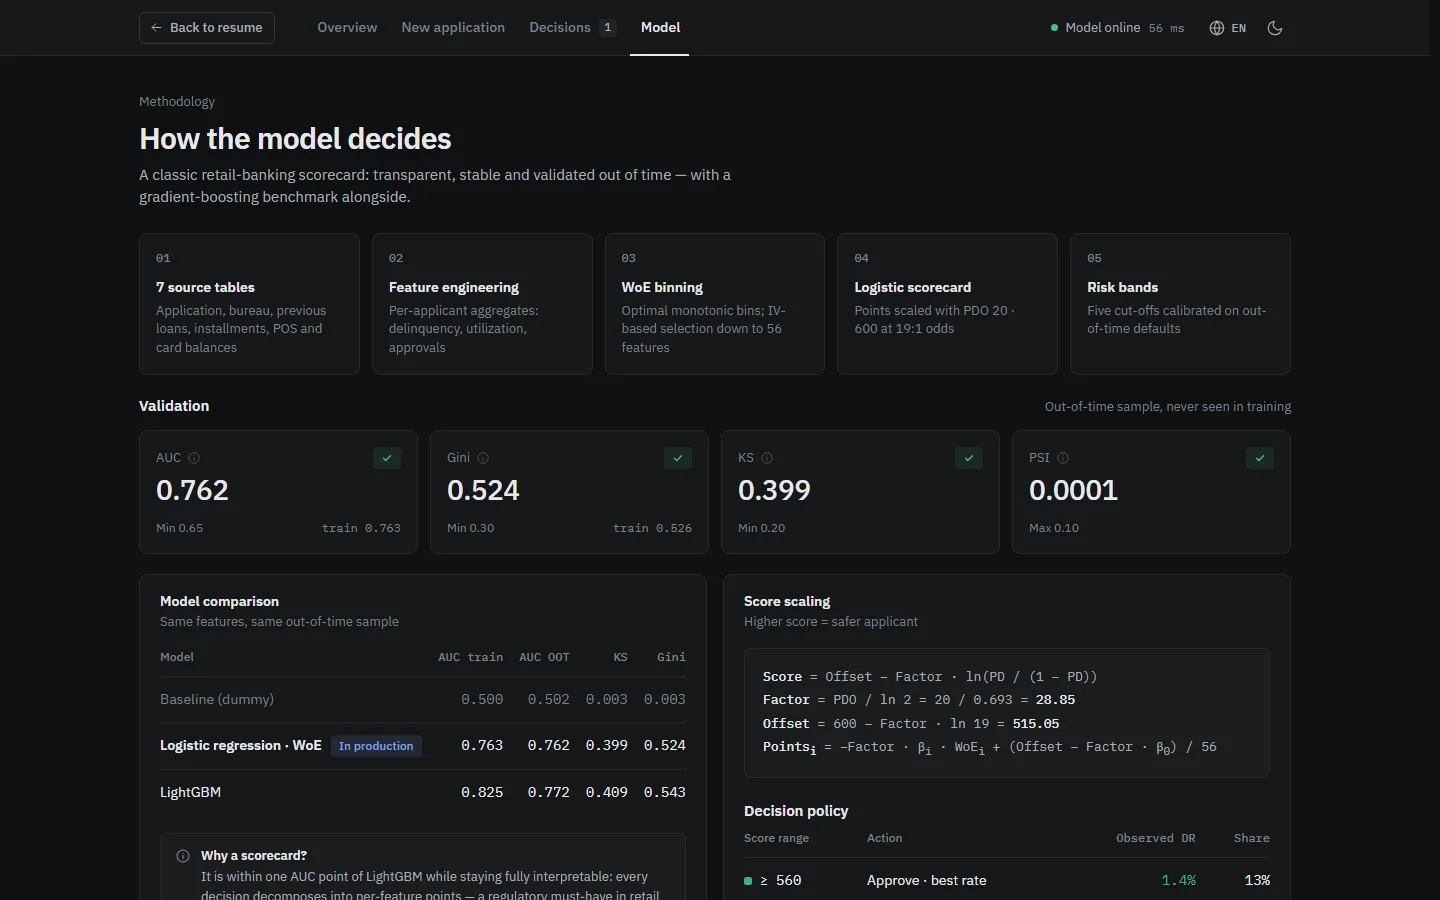 ← Back to resume
Overview
New application
Decisions 1
Model
Model online 56 ms
EN
Methodology
How the model decides
A classic retail-banking scorecard: transparent, stable and validated out of time — with a
gradient-boosting benchmark alongside.
01
7 source tables
Application, bureau, previous
loans, installments, POS and
card balances
02
Feature engineering
Per-applicant aggregates:
delinquency, utilization,
approvals
03
WoE binning
Optimal monotonic bins; IV-
based selection down to 56
features
04
Logistic scorecard
Points scaled with PDO 20 ·
600 at 19:1 odds
05
Risk bands
Five cut-offs calibrated on out-
of-time defaults
Validation
Out-of-time sample, never seen in training
AUC
0.762
Min 0.65 train 0.763
Gini
0.524
Min 0.30 train 0.526
KS
0.399
Min 0.20
PSI
0.0001
Max 0.10
Model comparison
Same features, same out-of-time sample
Model AUC train AUC OOT KS Gini
Baseline (dummy) 0.500 0.502 0.003 0.003
Logistic regression · WoE In production 0.763 0.762 0.399 0.524
LightGBM 0.825 0.772 0.409 0.543
Why a scorecard?
It is within one AUC point of LightGBM while staying fully interpretable: every
decision decomposes into per-feature points — a regulatory must-have in retail
Score scaling
Higher score = safer applicant
Score = Offset − Factor · ln(PD / (1 − PD))
Factor = PDO / ln 2 = 20 / 0.693 = 28.85
Offset = 600 − Factor · ln 19 = 515.05
Pointsᵢ = −Factor · βᵢ · WoEᵢ + (Offset − Factor · β₀) / 56
Decision policy
Score range Action Observed DR Share
≥ 560 Approve · best rate 1.4% 13%